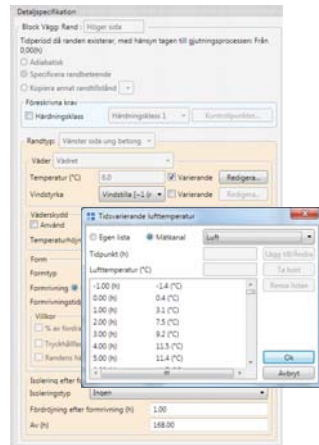 Detaljspecifikation
Block Vägg: Rand : Höger sida
Tidperiod då randen existerar, med hänsyn tagen till gjutningsprocessen: Från
0,00(h)
Adiabatisk
Specificera randbeteende
Kopiera annat randtillstånd
Föreskrivna krav
Härdningsklass Härdningsklass 1 Kontrollpunkter...
Randtyp: Vänster sida ung betong
Väder Vädret
Temperatur (°C) 6.0 Varierande Redigera...
Vindstyrka Vindstilla [~1 Varierande Redigera...
Väderskydd
Använd
Temperaturhöjn
Form
Formtyp
Formrivning
Formrivningstid
Villkor
% av fordra
Tryckhållfas
Randens h
Isolering efter fo
Isoleringstyp Ingen
Fördröjning efter formrivning (h) 1.00
Av (h) 168.00
Tidsvarierande lufttemperatur
Egen lista Mätkanal Luft
Tidpunkt (h) Lägg till/Ändra
Lufttemperatur (°C) Ta bort
Rensa listan
-1.00 (h) -1.4 (°C)
0.00 (h) 0.4 (°C)
1.00 (h) 3.1 (°C)
2.00 (h) 7.5 (°C)
3.00 (h) 9.2 (°C)
4.00 (h) 11.5 (°C)
5.00 (h) 11.4 (°C)
Ok
Avbryt